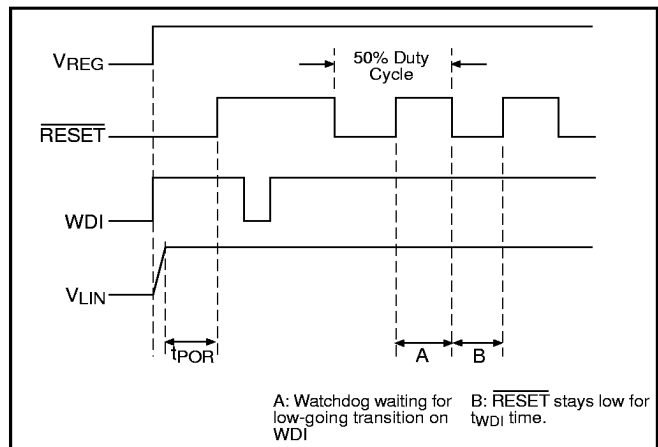 VREG
50% Duty
Cycle
RESET
WDI
VLIN
tPOR
A
B
A: Watchdog waiting for
low-going transition on
WDI
B: RESET stays low for
tWDI time.